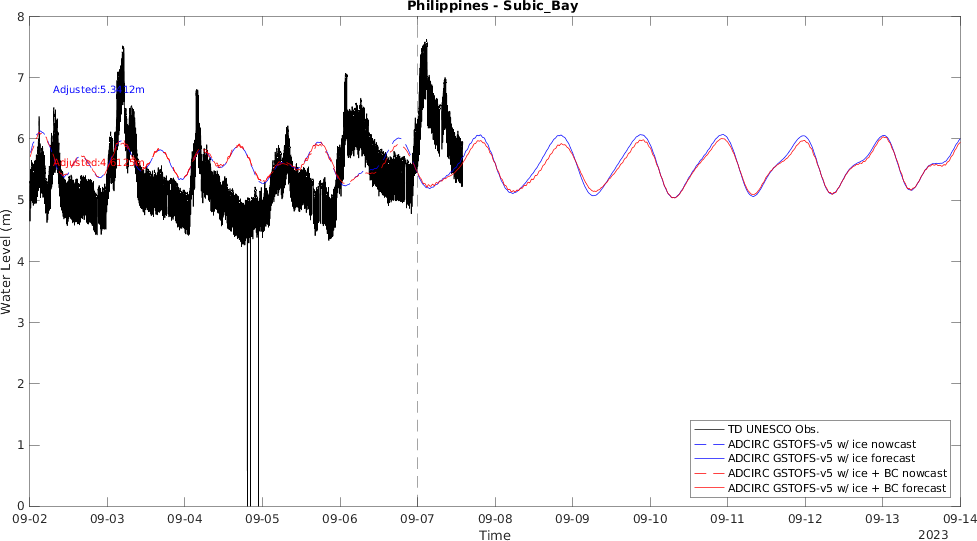 Philippines - Subic_Bay
8
7
6
5
4
3
2
1
0
Water Level (m)
Adjusted:5.3412m
09-02 09-03 09-04 09-05 09-06 09-07 09-08 09-09 09-10 09-11 09-12 09-13 09-14
Time
2023
TD UNESCO Obs.
ADCIRC GSTOFS-v5 w/ ice nowcast
ADCIRC GSTOFS-v5 w/ ice forecast
ADCIRC GSTOFS-v5 w/ ice + BC nowcast
ADCIRC GSTOFS-v5 w/ ice + BC forecast